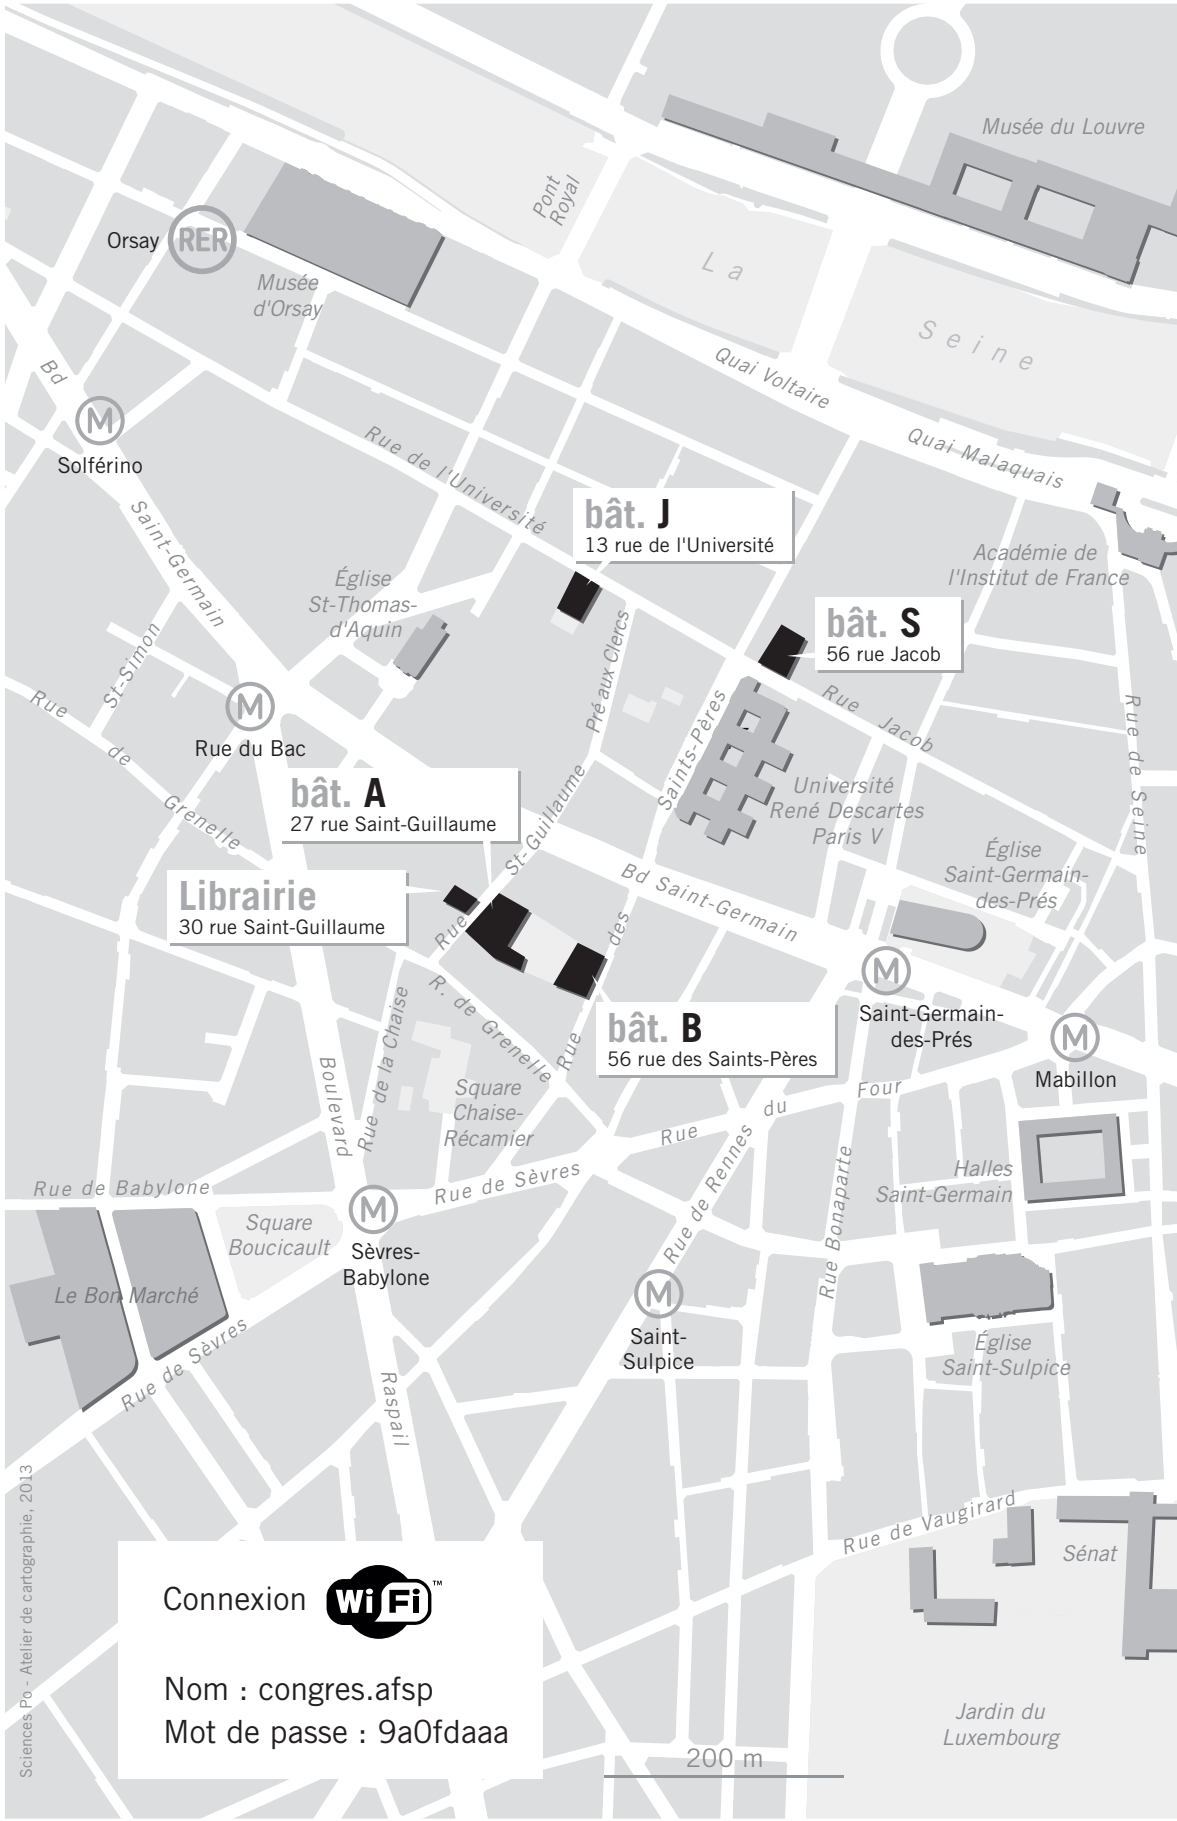 Musée du Louvre
Pont
Royal
La
Seine
Orsay
RER
Musée
d'Orsay
Quai Voltaire
Quai Malaquais
Bd
M
Solférino
Saint-Germain
Rue de l'Université
bât. J
13 rue de l'Université
Académie de
l'Institut de France
Église
St-Thomas-
d'Aquin
bât. S
56 rue Jacob
St-Simon
Pré aux Clercs
Rue Jacob
Rue de Seine
Rue de Grenelle
M
Rue du Bac
Saints-Pères
bât. A
27 rue Saint-Guillaume
Université
René Descartes
Paris V
St-Guillaume
Église
Saint-Germain-
des-Prés
Bd Saint-Germain
Librairie
30 rue Saint-Guillaume
Rue
des
M
Saint-Germain-
des-Prés
R. de Grenelle
Rue de la Chaise
bât. B
56 rue des Saints-Pères
Rue
M
Mabillon
Boulevard
Square
Chaise-
Récamier
Rue du Four
Rue de Rennes
Rue Bonaparte
Halles
Saint-Germain
Rue de Babylone
Rue de Sèvres
Square
Boucicault
M
Sèvres-
Babylone
Le Bon Marché
Rue de Sèvres
M
Saint-
Sulpice
Église
Saint-Sulpice
Raspail
Rue de Vaugirard
Sénat
Connexion WiFi™
Nom : congres.afsp
Mot de passe : 9a0fdaaa
Jardin du
Luxembourg
200 m
Sciences Po - Atelier de cartographie, 2013